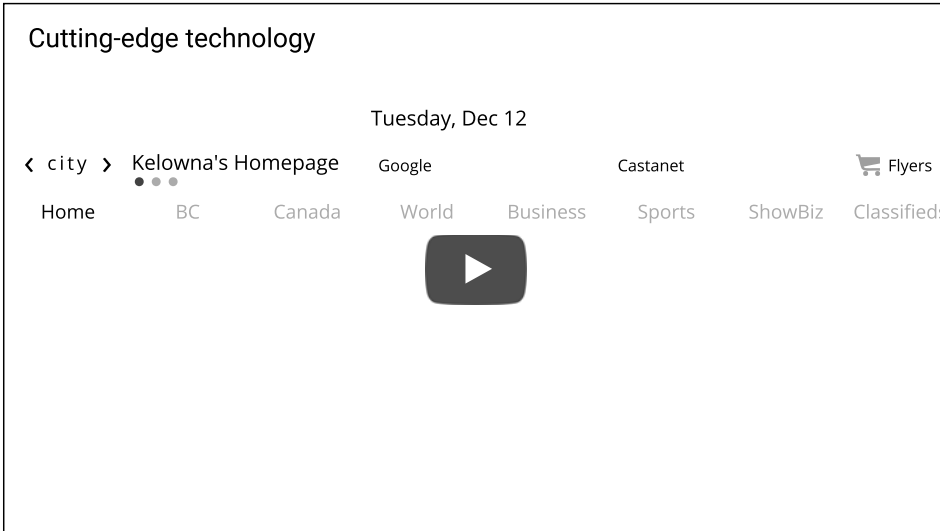 Cutting-edge technology
Tuesday, Dec 12
city Kelowna's Homepage Google Castanet Flyers
Home BC Canada World Business Sports ShowBiz Classifieds